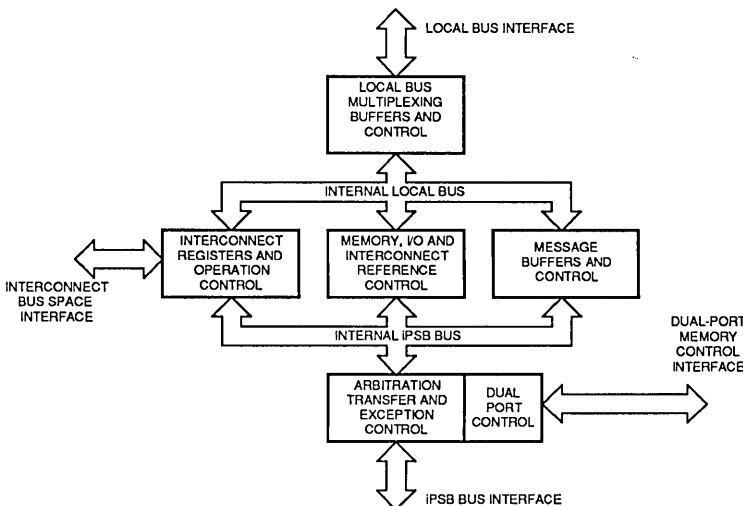 LOCAL BUS INTERFACE
LOCAL BUS
MULTIPLEXING
BUFFERS AND
CONTROL
INTERNAL LOCAL BUS
INTERCONNECT
REGISTERS AND
OPERATION
CONTROL
MEMORY, I/O AND
INTERCONNECT
REFERENCE
CONTROL
MESSAGE
BUFFERS AND
CONTROL
INTERCONNECT
BUS SPACE
INTERFACE
INTERNAL iPSB BUS
DUAL-PORT
MEMORY
CONTROL
INTERFACE
ARBITRATION
TRANSFER AND
EXCEPTION
CONTROL
DUAL
PORT
CONTROL
iPSB BUS INTERFACE